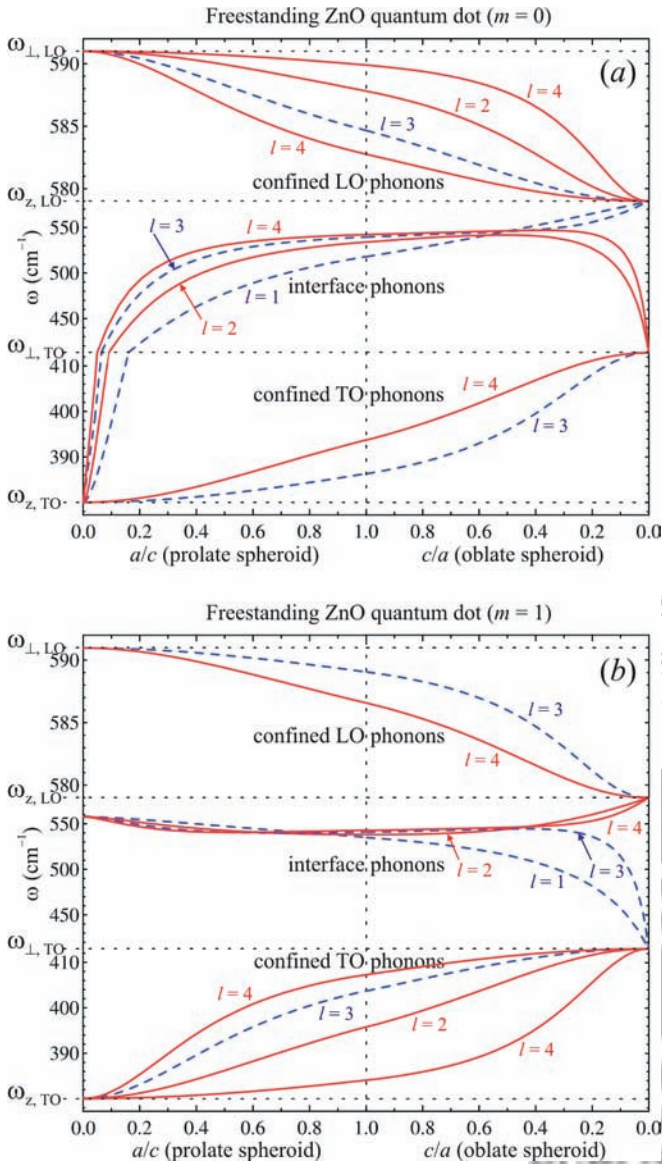 Freestanding ZnO quantum dot (m = 0)
ω⊥, LO
590
(a)
l = 4
l = 2
585
l = 3
l = 4
580
confined LO phonons
ωz, LO
550
l = 3
l = 4
ω (cm⁻¹)
500
interface phonons
l = 1
450
l = 2
ω⊥, TO
410
confined TO phonons
l = 4
400
l = 3
390
ωz, TO
0.0 0.2 0.4 0.6 0.8 1.0 0.8 0.6 0.4 0.2 0.0
a/c (prolate spheroid) c/a (oblate spheroid)
Freestanding ZnO quantum dot (m = 1)
ω⊥, LO
590
(b)
l = 3
585
confined LO phonons
l = 4
580
ωz, LO
550
l = 4
ω (cm⁻¹)
500
interface phonons
l = 2
l = 3
l = 1
450
ω⊥, TO
410
confined TO phonons
l = 4
400
l = 3
l = 2
390
l = 4
ωz, TO
0.0 0.2 0.4 0.6 0.8 1.0 0.8 0.6 0.4 0.2 0.0
a/c (prolate spheroid) c/a (oblate spheroid)